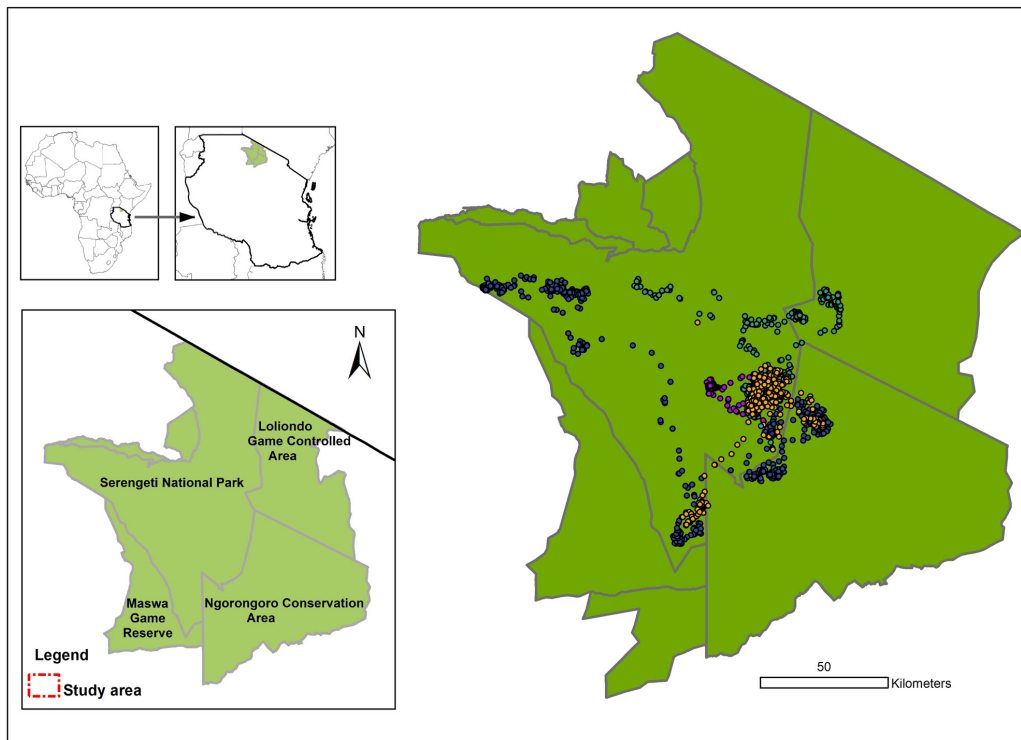 N
Loliondo
Game Controlled
Area
Serengeti National Park
Maswa
Game
Reserve
Ngorongoro Conservation
Area
Legend
Study area
50
Kilometers